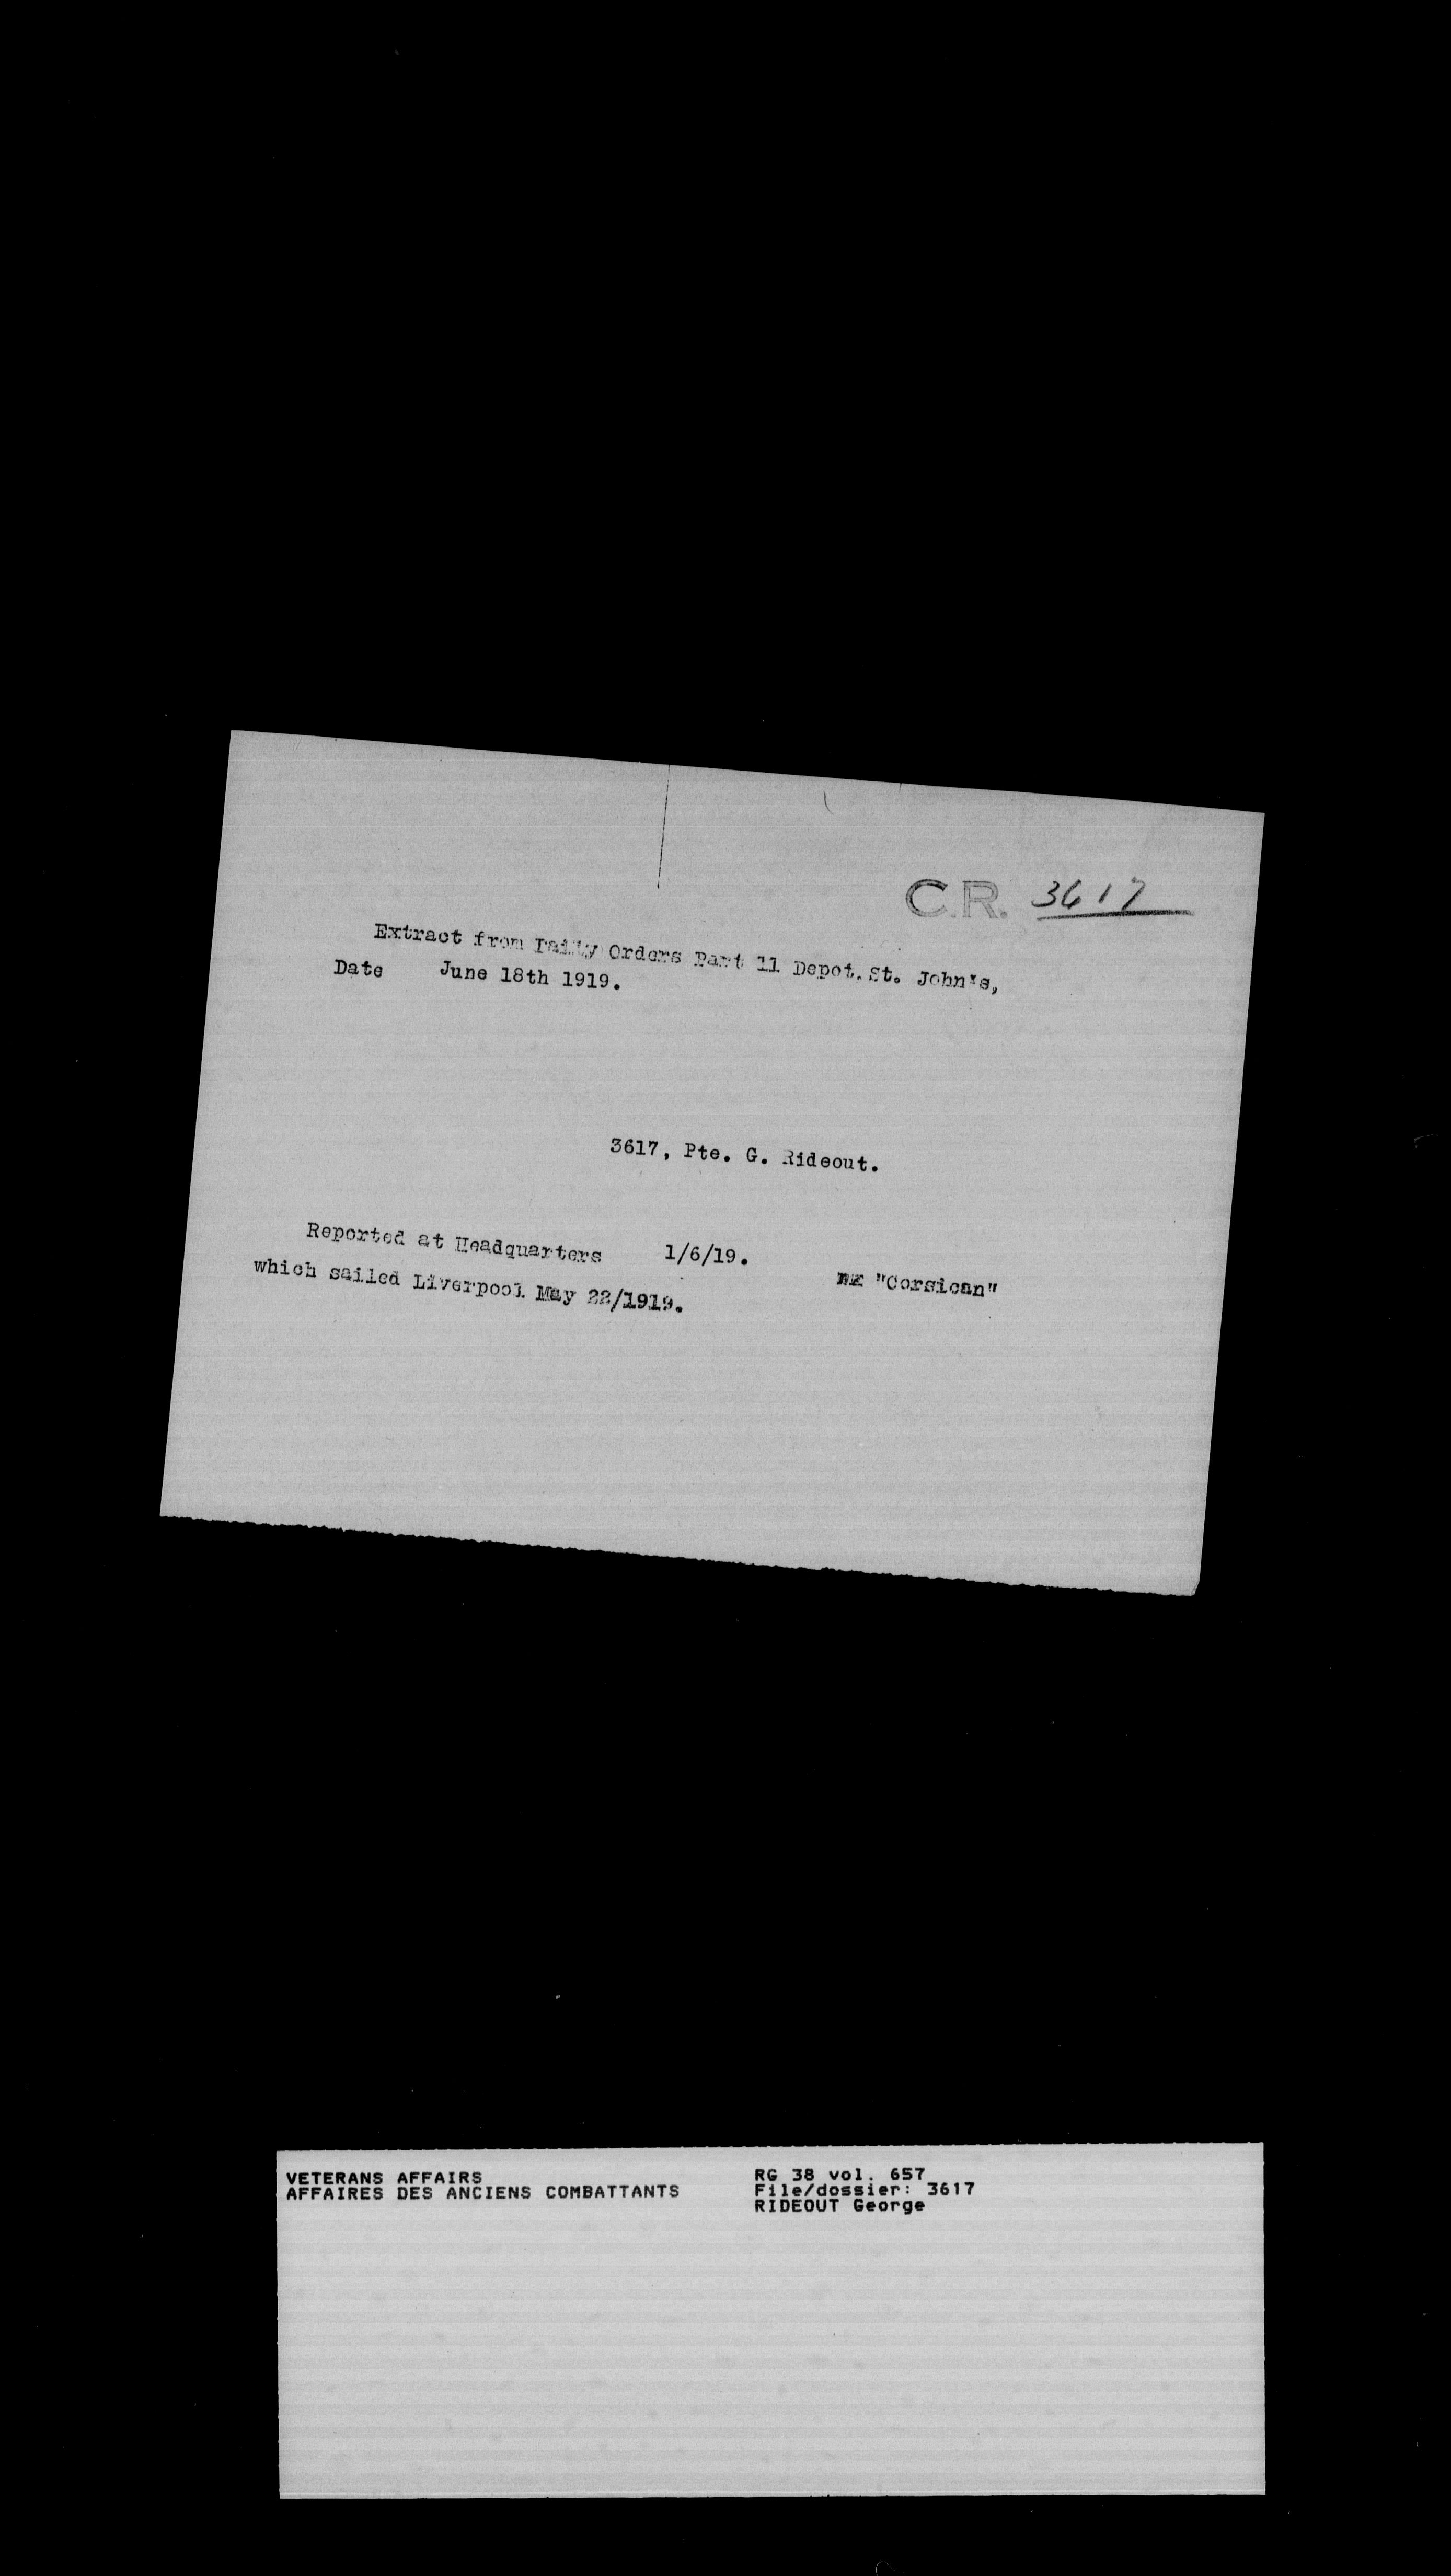 C.R. 3617
Extract from Daily Orders Part 11 Depot, St. John's,
Date June 18th 1919.
3617, Pte. G. Rideout.
Reported at Headquarters 1/6/19. "Corsican"
which sailed Liverpool May 22/1919.
VETERANS AFFAIRS
AFFAIRES DES ANCIENS COMBATTANTS
RG 38 vol. 657
File/dossier: 3617
RIDEOUT George